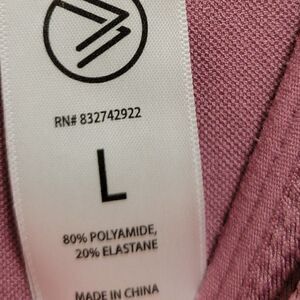 RN# 832742922
L
80% POLYAMIDE,
20% ELASTANE
MADE IN CHINA